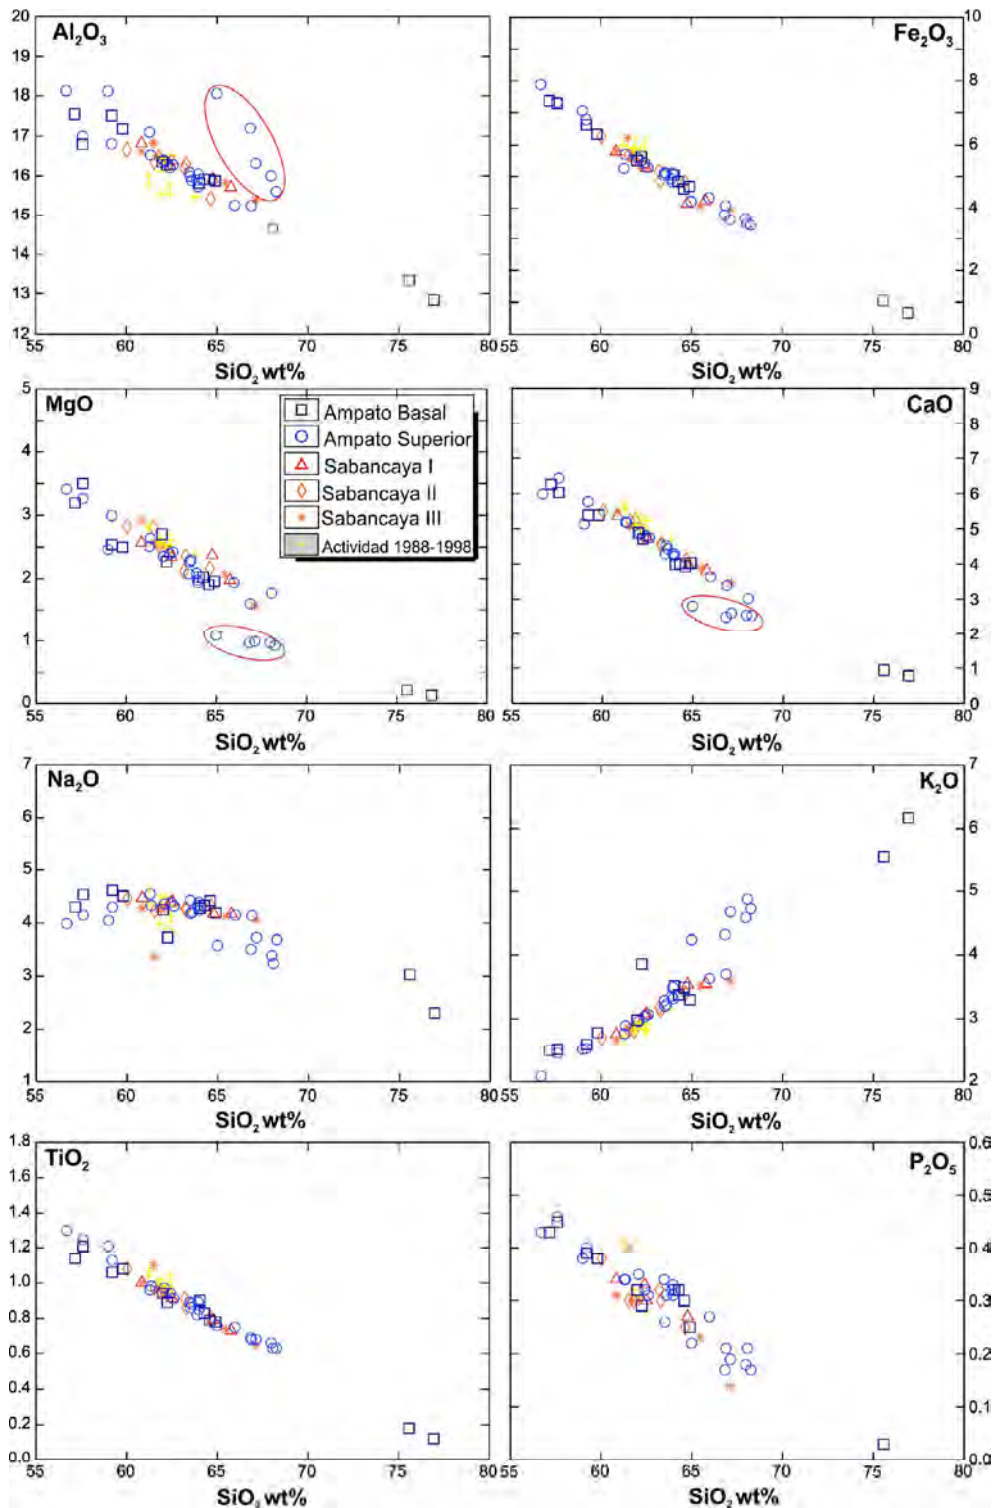 Al₂O₃
20
19
18
17
16
15
14
13
12
55 60 65 70 75 80
SiO₂ wt%
Fe₂O₃
10
8
6
4
2
0
55 60 65 70 75 80
SiO₂ wt%
MgO
5
4
3
2
1
0
55 60 65 70 75 80
SiO₂ wt%
Ampato Basal
Ampato Superior
Sabancaya I
Sabancaya II
Sabancaya III
Actividad 1988-1998
CaO
9
8
7
6
5
4
3
2
1
0
55 60 65 70 75 80
SiO₂ wt%
Na₂O
7
6
5
4
3
2
1
55 60 65 70 75 80
SiO₂ wt%
K₂O
7
6
5
4
3
2
55 60 65 70 75 80
SiO₂ wt%
TiO₂
1.8
1.6
1.4
1.2
1.0
0.8
0.6
0.4
0.2
0.0
55 60 65 70 75 80
SiO₂ wt%
P₂O₅
0.6
0.5
0.4
0.3
0.2
0.1
0.0
55 60 65 70 75 80
SiO₂ wt%